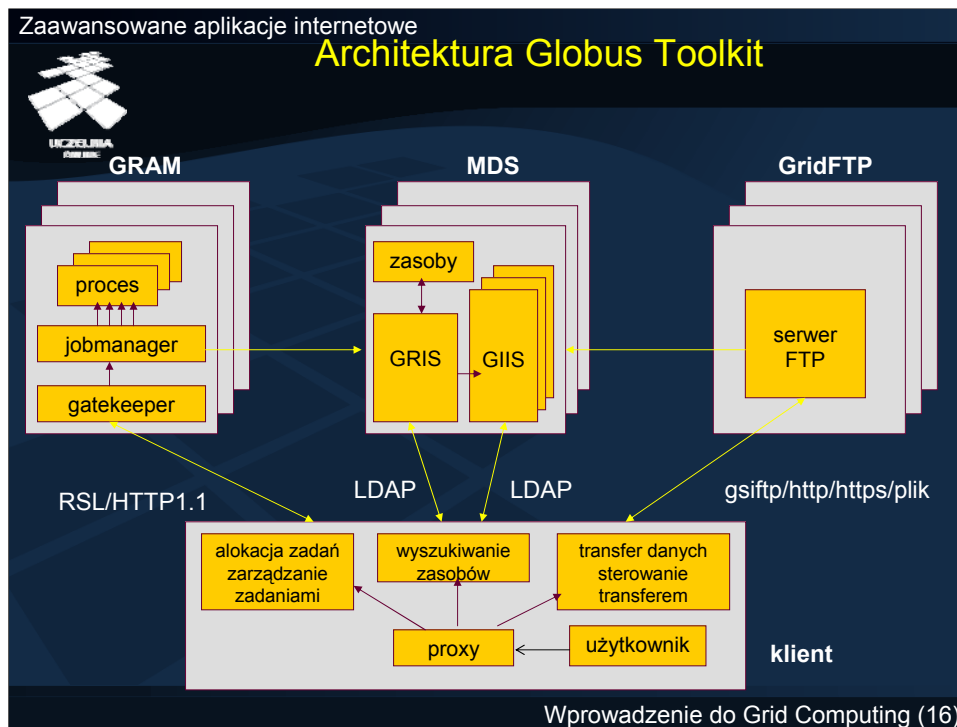 Zaawansowane aplikacje internetowe
Architektura Globus Toolkit
UCZELNIA
ONLINE
GRAM
MDS
GridFTP
proces
jobmanager
gatekeeper
zasoby
GRIS
GIIS
serwer
FTP
RSL/HTTP1.1
LDAP
LDAP
gsiftp/http/https/plik
alokacja zadań
zarządzanie
zadaniami
wyszukiwanie
zasobów
transfer danych
sterowanie
transferem
proxy
użytkownik
klient
Wprowadzenie do Grid Computing (16)